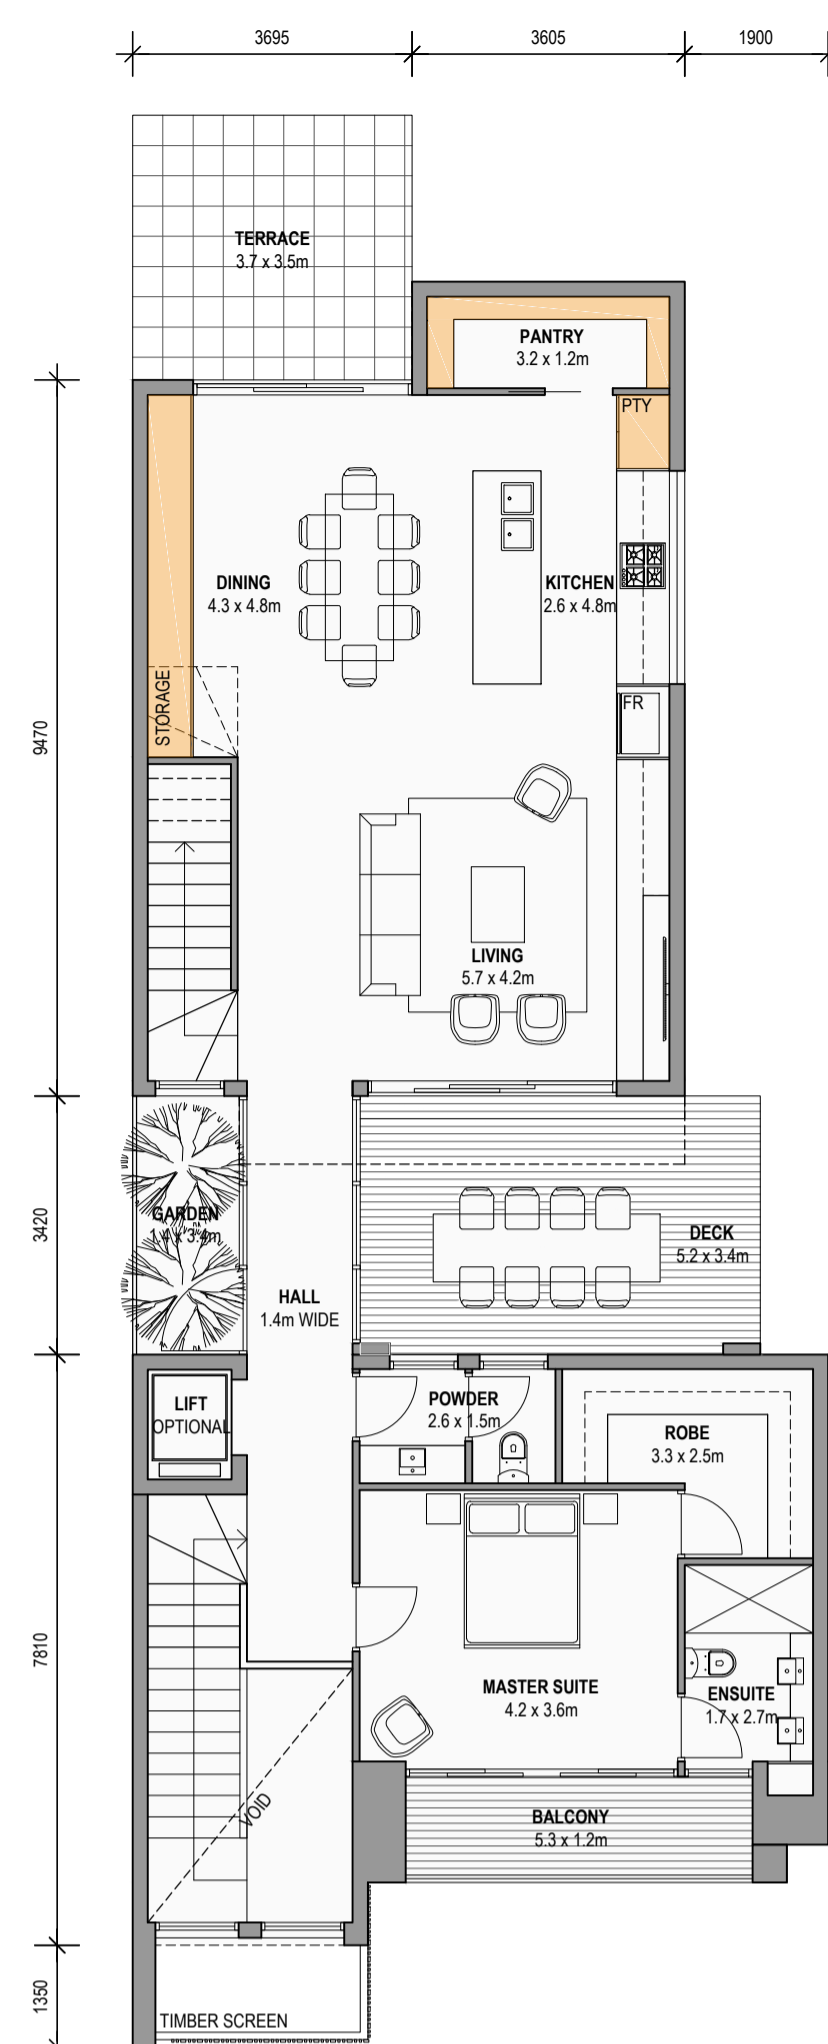 3695
3605
1900
TERRACE
3.7 x 3.5m
PANTRY
3.2 x 1.2m
PTY
DINING
4.3 x 4.8m
KITCHEN
2.6 x 4.8m
STORAGE
FR
9470
LIVING
5.7 x 4.2m
GARDEN
1.4 x 3.4m
3420
DECK
5.2 x 3.4m
HALL
1.4m WIDE
LIFT
OPTIONAL
POWDER
2.6 x 1.5m
ROBE
3.3 x 2.5m
7810
MASTER SUITE
4.2 x 3.6m
ENSUITE
1.7 x 2.7m
VOID
BALCONY
5.3 x 1.2m
1350
TIMBER SCREEN